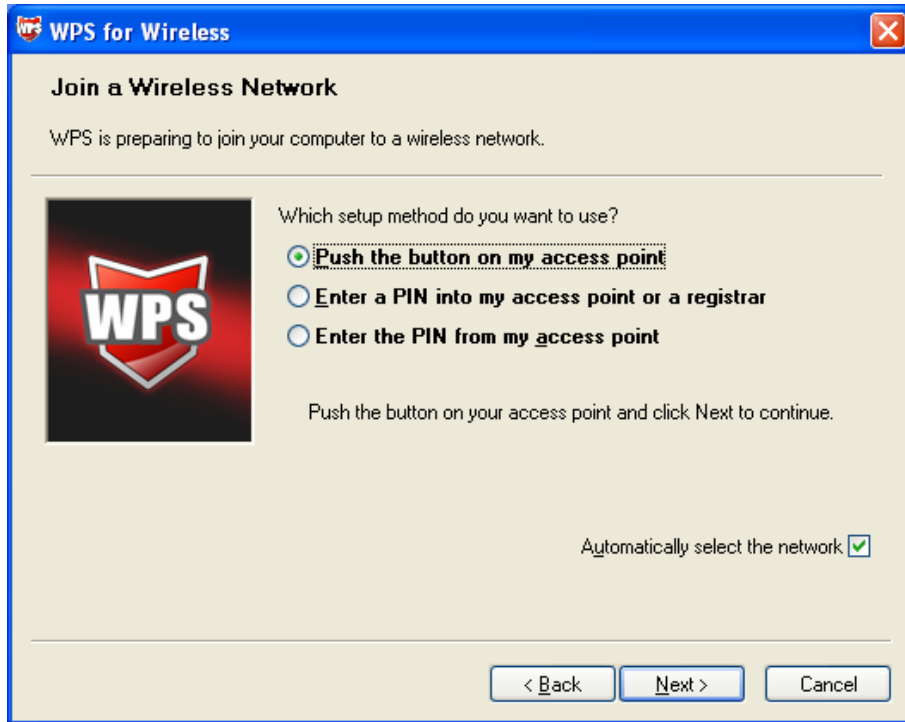 WPS for Wireless
Join a Wireless Network
WPS is preparing to join your computer to a wireless network.
WPS
Which setup method do you want to use?
Push the button on my access point
Enter a PIN into my access point or a registrar
Enter the PIN from my access point
Push the button on your access point and click Next to continue.
Automatically select the network
< Back
Next >
Cancel